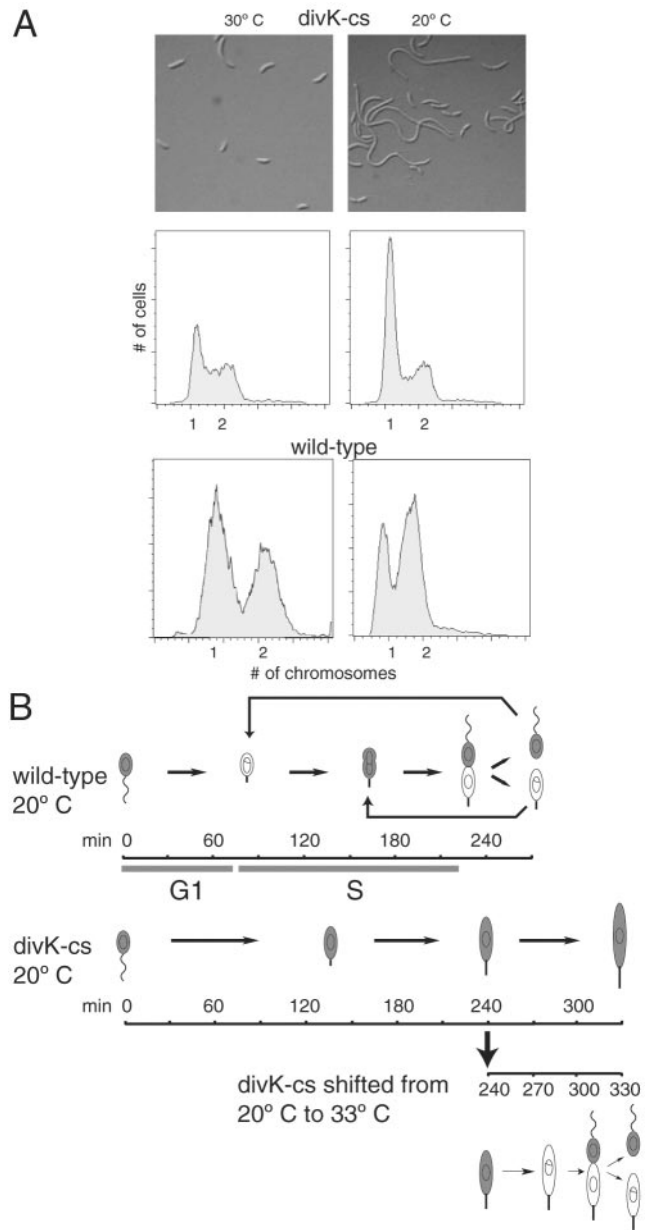 A
divK-cs
30° C
20° C
# of cells
1 2
1 2
wild-type
1 2
1 2
# of chromosomes
B
wild-type
20° C
min 0 60 120 180 240
G1 S
divK-cs
20° C
min 0 60 120 180 240 300
divK-cs shifted from
20° C to 33° C
240 270 300 330